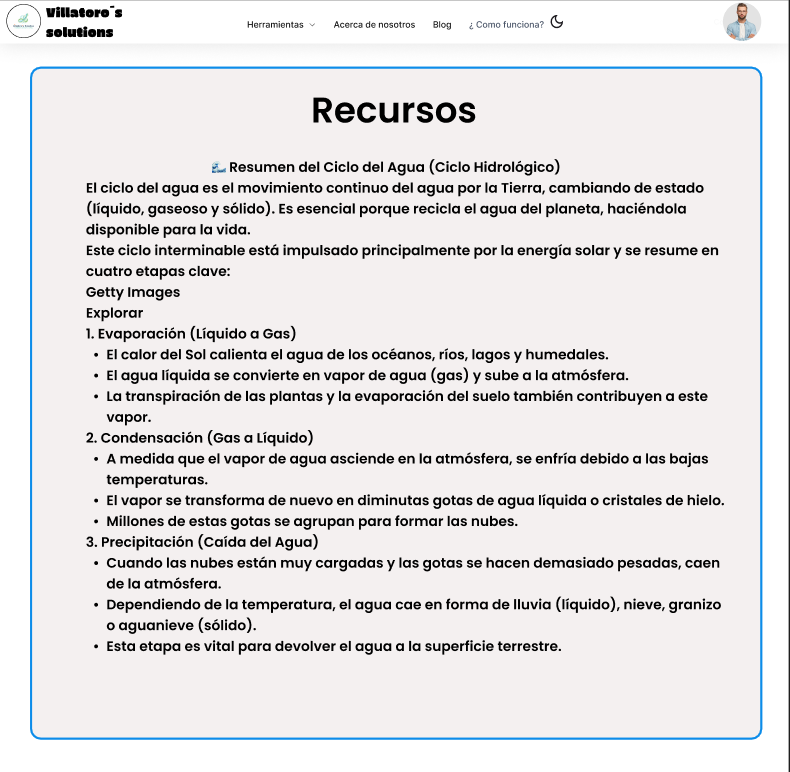 Villatoro´s
solutions
Herramientas
Acerca de nosotros
Blog
¿ Como funciona?
Recursos
🌊 Resumen del Ciclo del Agua (Ciclo Hidrológico)
El ciclo del agua es el movimiento continuo del agua por la Tierra, cambiando de estado
(líquido, gaseoso y sólido). Es esencial porque recicla el agua del planeta, haciéndola
disponible para la vida.
Este ciclo interminable está impulsado principalmente por la energía solar y se resume en
cuatro etapas clave:
Getty Images
Explorar
1. Evaporación (Líquido a Gas)
• El calor del Sol calienta el agua de los océanos, ríos, lagos y humedales.
• El agua líquida se convierte en vapor de agua (gas) y sube a la atmósfera.
• La transpiración de las plantas y la evaporación del suelo también contribuyen a este
vapor.
2. Condensación (Gas a Líquido)
• A medida que el vapor de agua asciende en la atmósfera, se enfría debido a las bajas
temperaturas.
• El vapor se transforma de nuevo en diminutas gotas de agua líquida o cristales de hielo.
• Millones de estas gotas se agrupan para formar las nubes.
3. Precipitación (Caída del Agua)
• Cuando las nubes están muy cargadas y las gotas se hacen demasiado pesadas, caen
de la atmósfera.
• Dependiendo de la temperatura, el agua cae en forma de lluvia (líquido), nieve, granizo
o aguanieve (sólido).
• Esta etapa es vital para devolver el agua a la superficie terrestre.